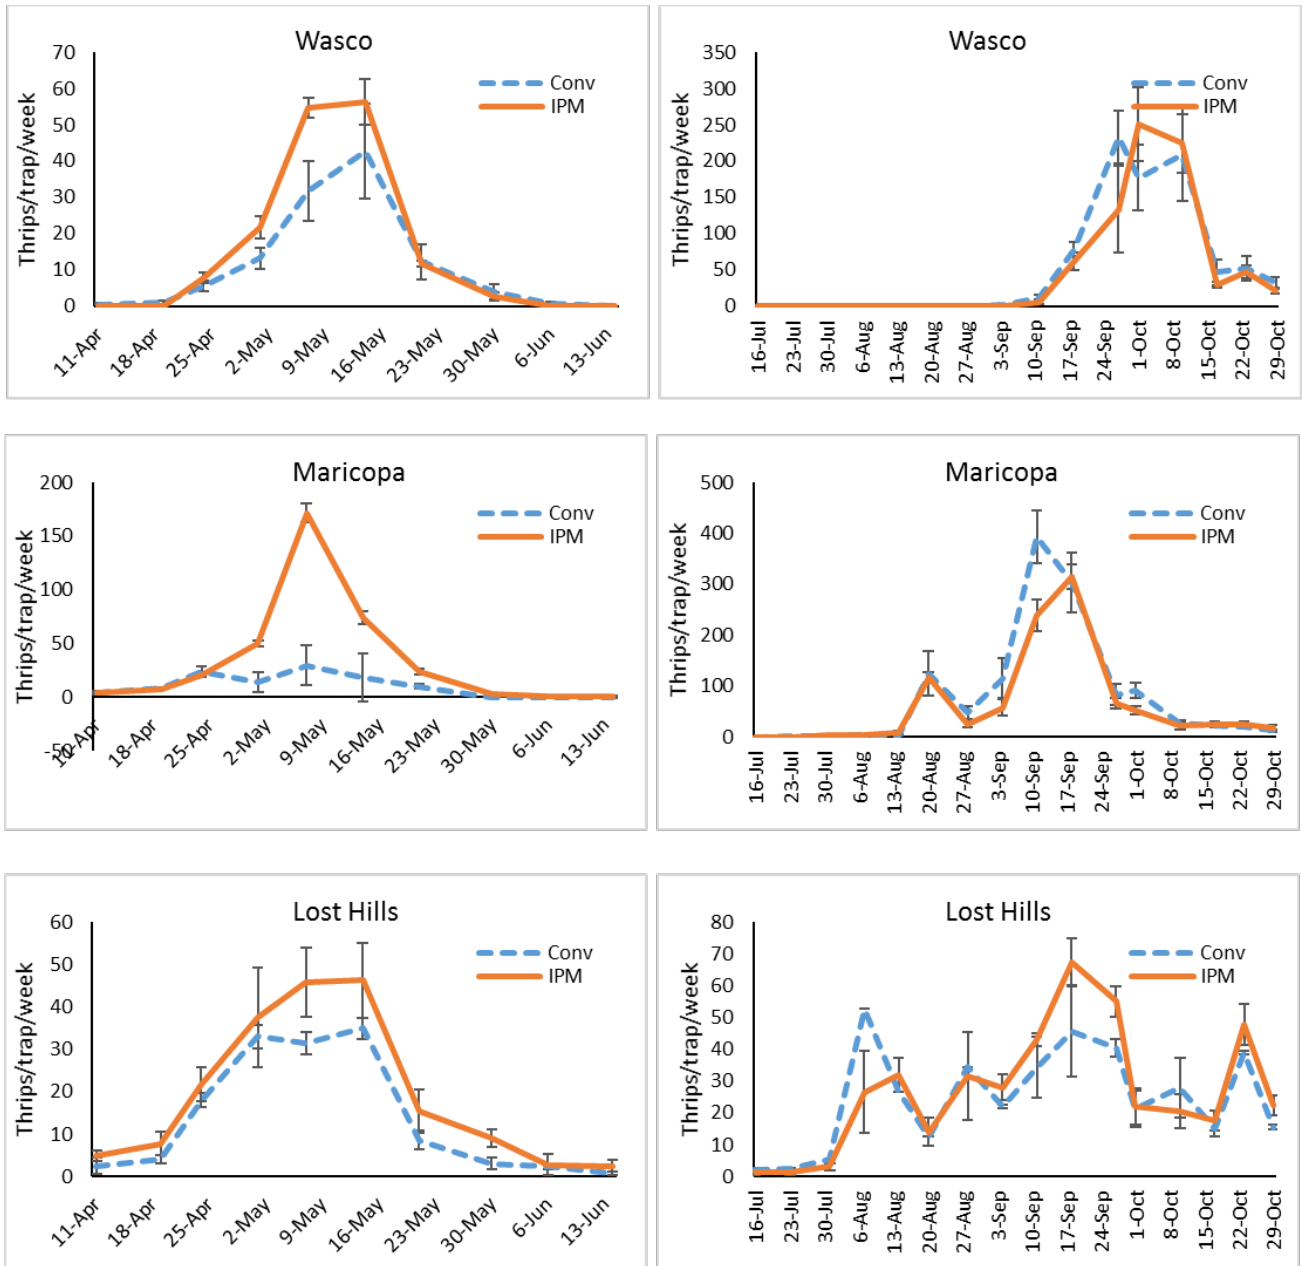 Wasco
Thrips/trap/week
70
60
50
40
30
20
10
0
Conv
IPM
11-Apr
18-Apr
25-Apr
2-May
9-May
16-May
23-May
30-May
6-Jun
13-Jun
Wasco
Thrips/trap/week
350
300
250
200
150
100
50
0
Conv
IPM
16-Jul
23-Jul
30-Jul
6-Aug
13-Aug
20-Aug
27-Aug
3-Sep
10-Sep
17-Sep
24-Sep
1-Oct
8-Oct
15-Oct
22-Oct
29-Oct
Maricopa
Thrips/trap/week
200
150
100
50
0
-50
Conv
IPM
11-Apr
18-Apr
25-Apr
2-May
9-May
16-May
23-May
30-May
6-Jun
13-Jun
Maricopa
Thrips/trap/week
500
400
300
200
100
0
Conv
IPM
16-Jul
23-Jul
30-Jul
6-Aug
13-Aug
20-Aug
27-Aug
3-Sep
10-Sep
17-Sep
24-Sep
1-Oct
8-Oct
15-Oct
22-Oct
29-Oct
Lost Hills
Thrips/trap/week
60
50
40
30
20
10
0
Conv
IPM
11-Apr
18-Apr
25-Apr
2-May
9-May
16-May
23-May
30-May
6-Jun
13-Jun
Lost Hills
Thrips/trap/week
80
70
60
50
40
30
20
10
0
Conv
IPM
16-Jul
23-Jul
30-Jul
6-Aug
13-Aug
20-Aug
27-Aug
3-Sep
10-Sep
17-Sep
24-Sep
1-Oct
8-Oct
15-Oct
22-Oct
29-Oct